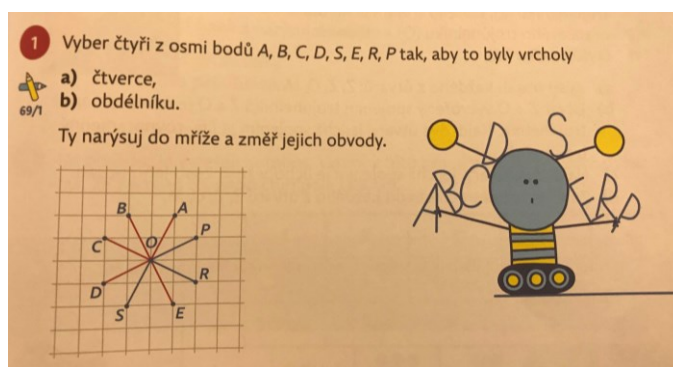 1 Vyber čtyři z osmi bodů A, B, C, D, S, E, R, P tak, aby to byly vrcholy
a) čtverce,
69/1 b) obdélníku.
Ty narýsuj do mříže a změř jejich obvody.
D S
ABC ERP
B A
C O P
D R
S E